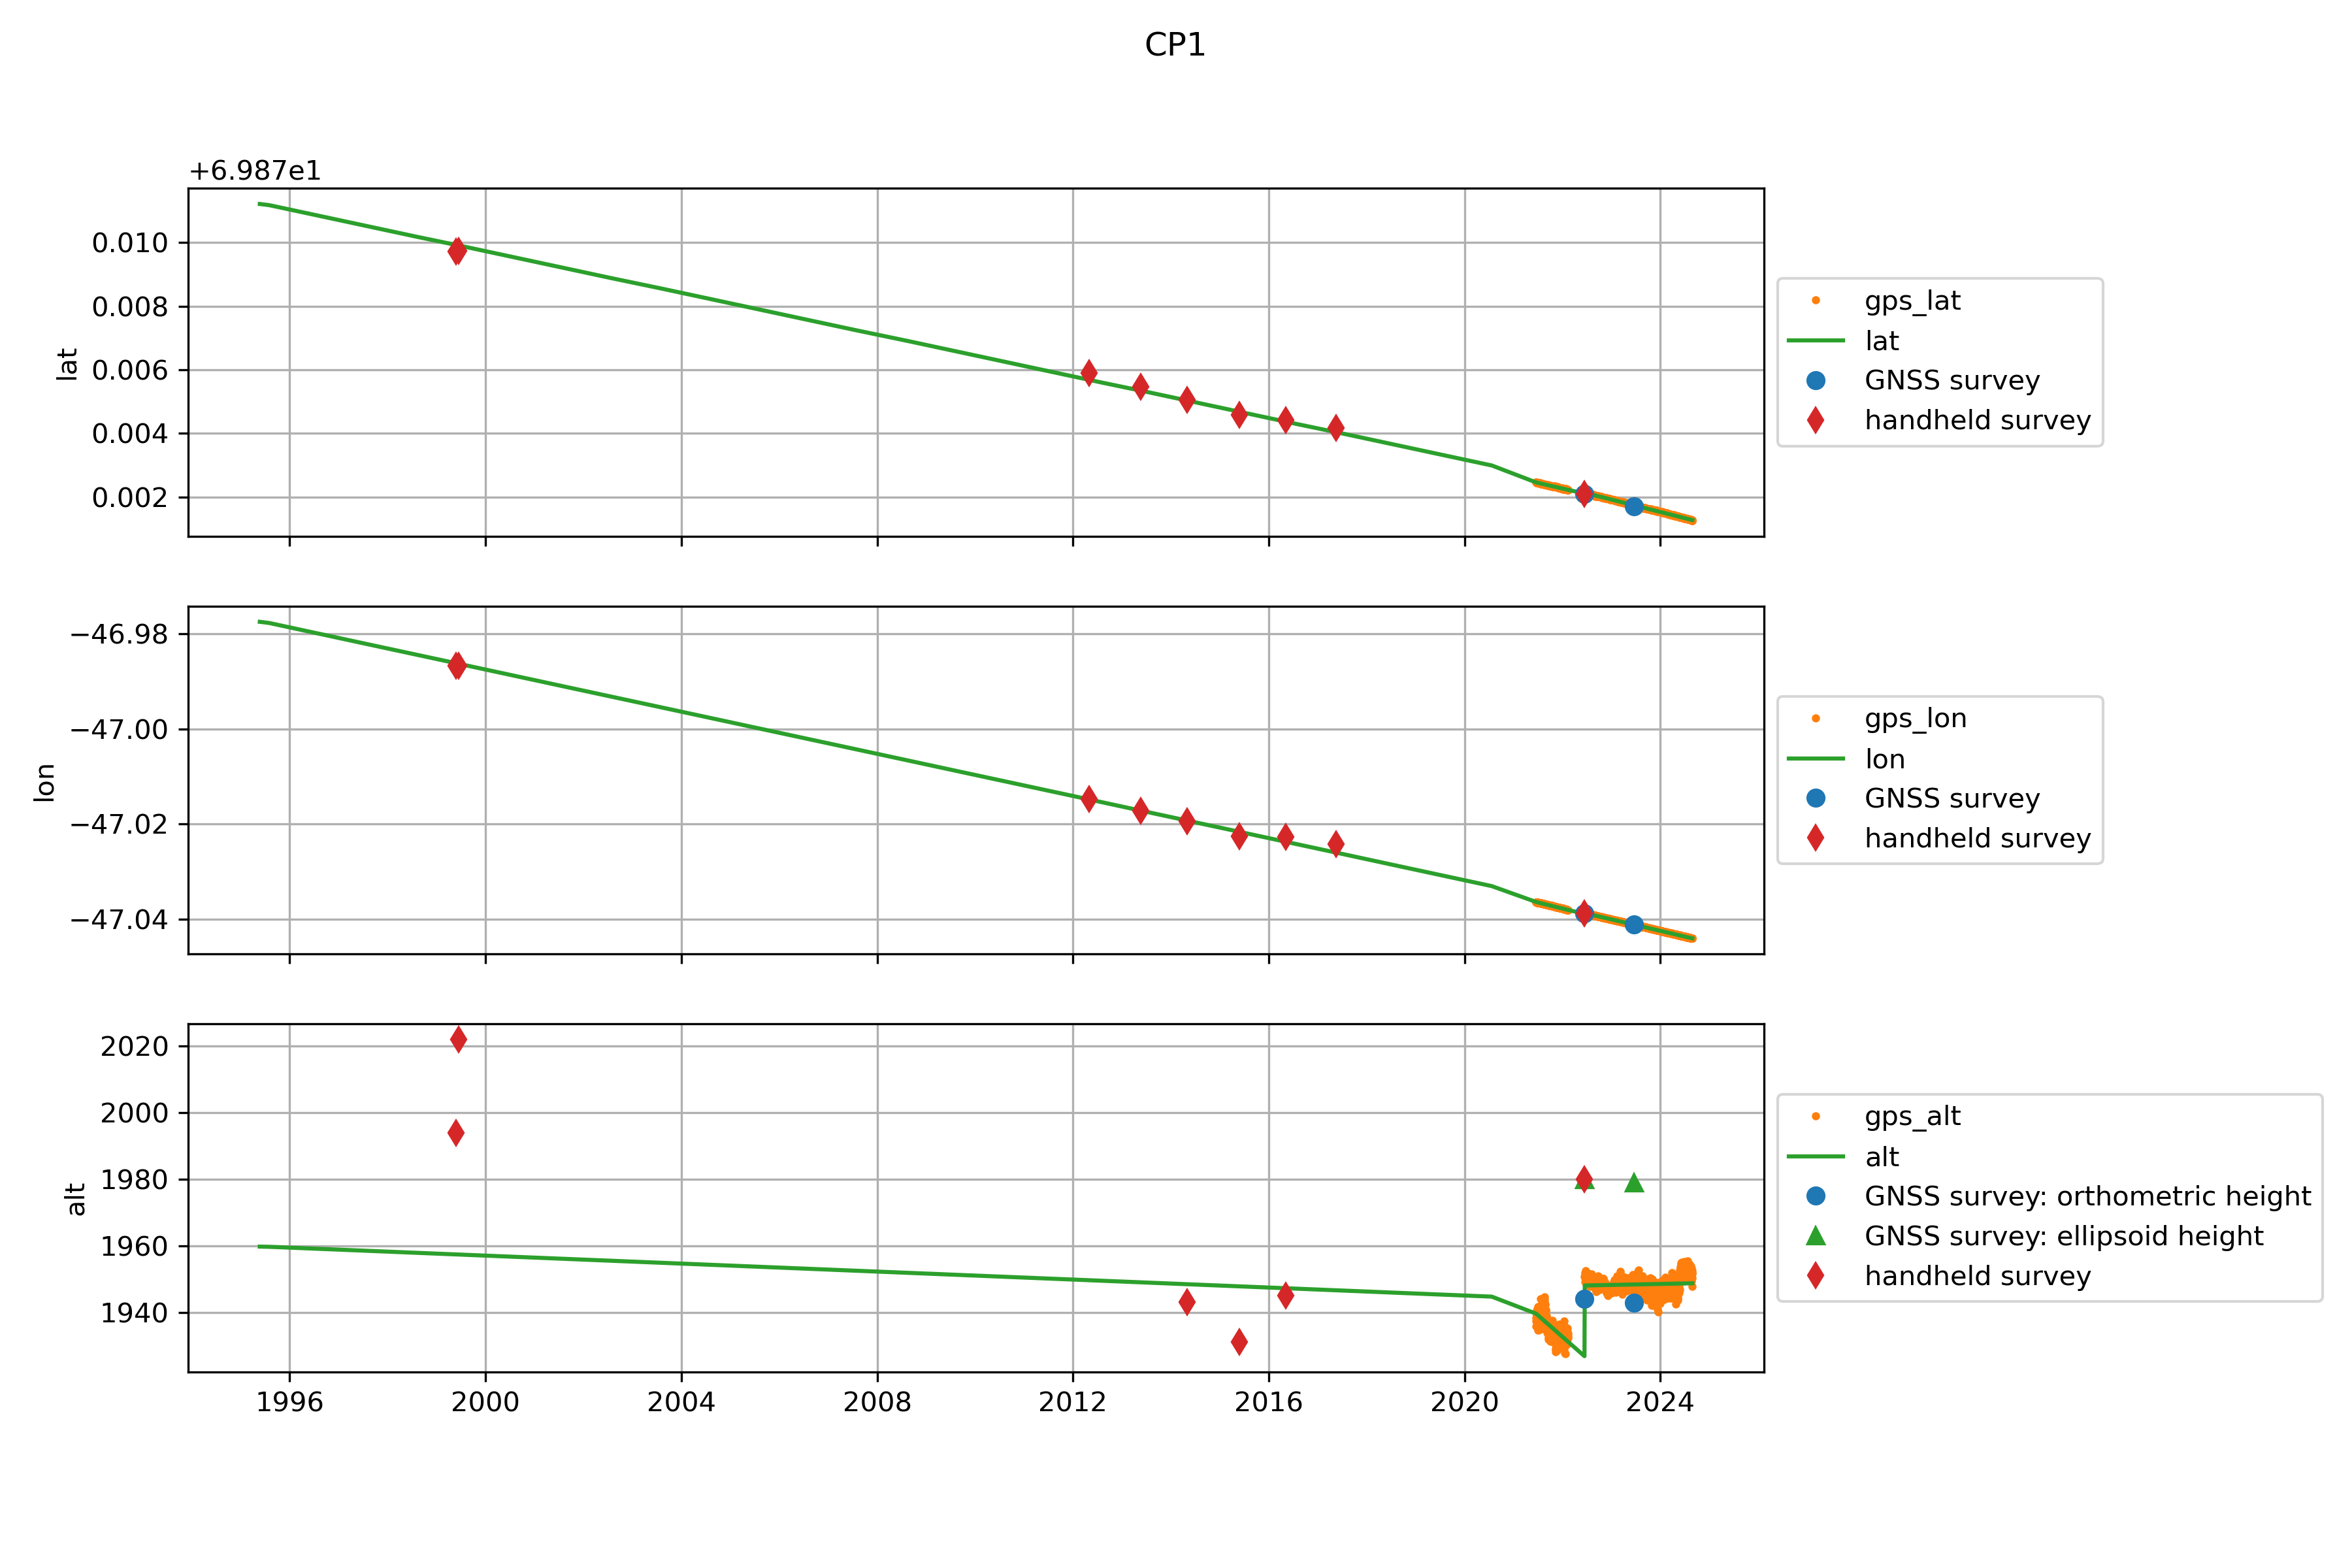 CP1
+6.987e1
0.010
0.008
0.006
0.004
0.002
lat
gps_lat
lat
GNSS survey
handheld survey
−46.98
−47.00
−47.02
−47.04
lon
gps_lon
lon
GNSS survey
handheld survey
2020
2000
1980
1960
1940
alt
gps_alt
alt
GNSS survey: orthometric height
GNSS survey: ellipsoid height
handheld survey
1996 2000 2004 2008 2012 2016 2020 2024